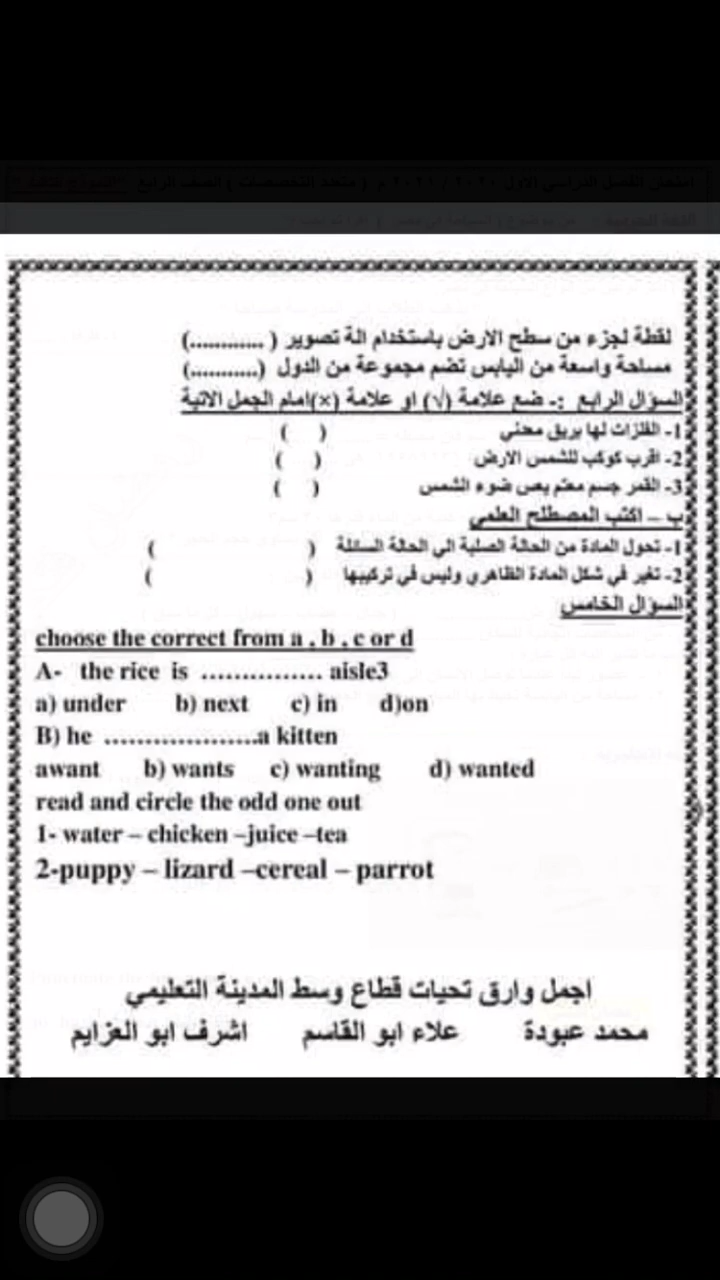 لقطة لجزء من سطح الارض باستخدام الة تصوير ( ............)
مساحة واسعة من اليابس تضم مجموعة من الدول (...........)
السؤال الرابع :- ضع علامة (√) او علامة (×)امام الجمل الاتية
1- الفلزات لها بريق معدني ( )
2- اقرب كوكب للشمس الارض ( )
3- القمر جسم معتم يعص ضوء الشمس ( )
ب – اكتب المصطلح العلمي
1- تحول المادة من الحالة الصلبة الى الحالة السائلة ( )
2- تغير في شكل المادة الظاهري وليس في تركيبها ( )
السؤال الخامس
choose the correct from a , b , c or d
A- the rice is ............... aisle3
a) under b) next c) in d)on
B) he ...................a kitten
awant b) wants c) wanting d) wanted
read and circle the odd one out
1- water – chicken –juice –tea
2-puppy – lizard –cereal – parrot
اجمل وارق تحيات قطاع وسط المدينة التعليمي
محمد عبودة علاء ابو القاسم اشرف ابو العزايم